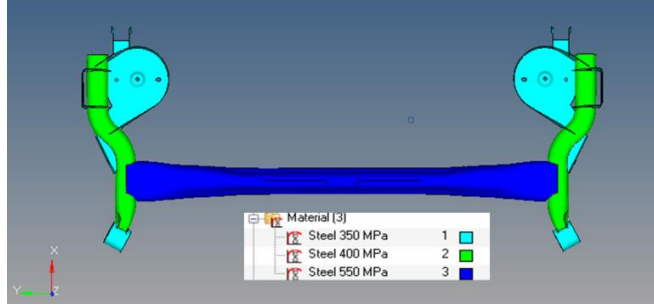 Material (3)
Steel 350 MPa 1
Steel 400 MPa 2
Steel 550 MPa 3
X
Y
Z